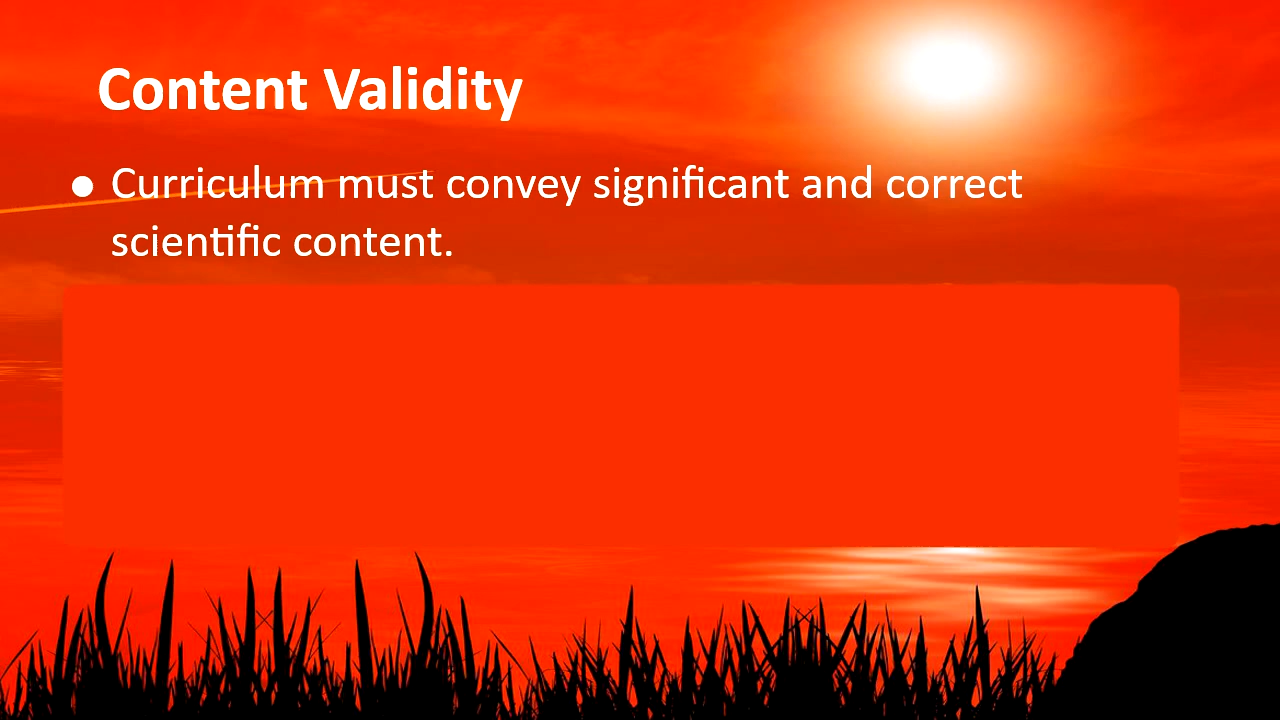 Content Validity
● Curriculum must convey significant and correct
scientific content.